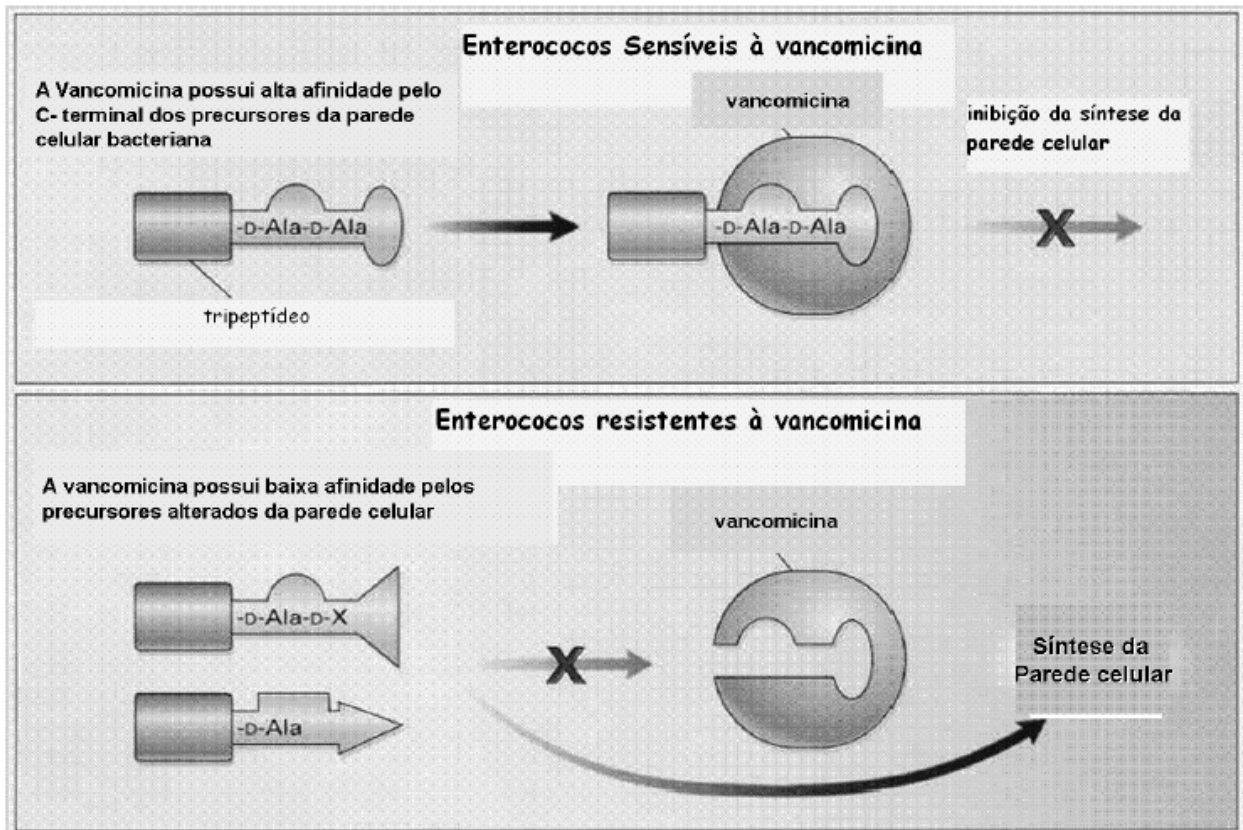 Enterococos Sensíveis à vancomicina
A Vancomicina possui alta afinidade pelo
C- terminal dos precursores da parede
celular bacteriana
vancomicina
inibição da síntese da
parede celular
-D-Ala-D-Ala
-D-Ala-D-Ala
X
tripeptídeo
Enterococos resistentes à vancomicina
A vancomicina possui baixa afinidade pelos
precursores alterados da parede celular
vancomicina
-D-Ala-D-X
X
Síntese da
Parede celular
-D-Ala